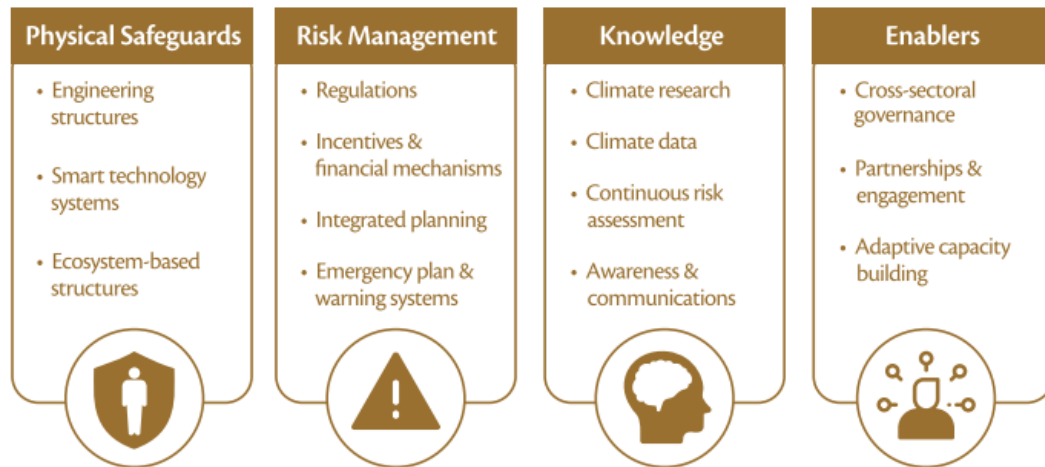 Physical Safeguards
• Engineering
structures
• Smart technology
systems
• Ecosystem-based
structures
Risk Management
• Regulations
• Incentives &
financial mechanisms
• Integrated planning
• Emergency plan &
warning systems
Knowledge
• Climate research
• Climate data
• Continuous risk
assessment
• Awareness &
communications
Enablers
• Cross-sectoral
governance
• Partnerships &
engagement
• Adaptive capacity
building